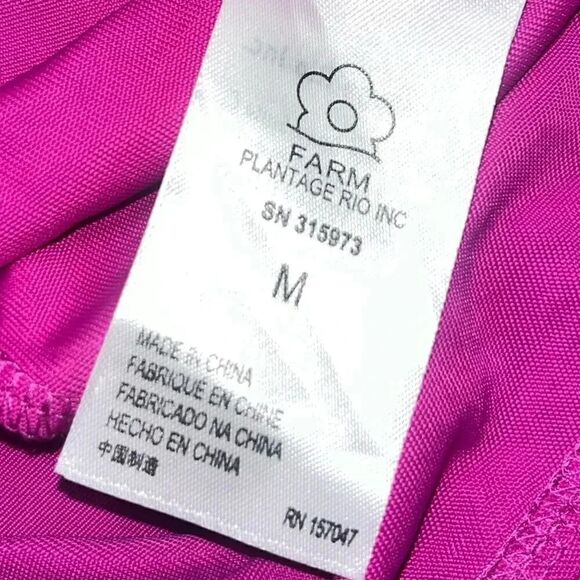 FARM
PLANTAGE RIO INC
SN 315973
M
MADE IN CHINA
FABRIQUE EN CHINE
FABRICADO NA CHINA
HECHO EN CHINA
中国制造
RN 157047